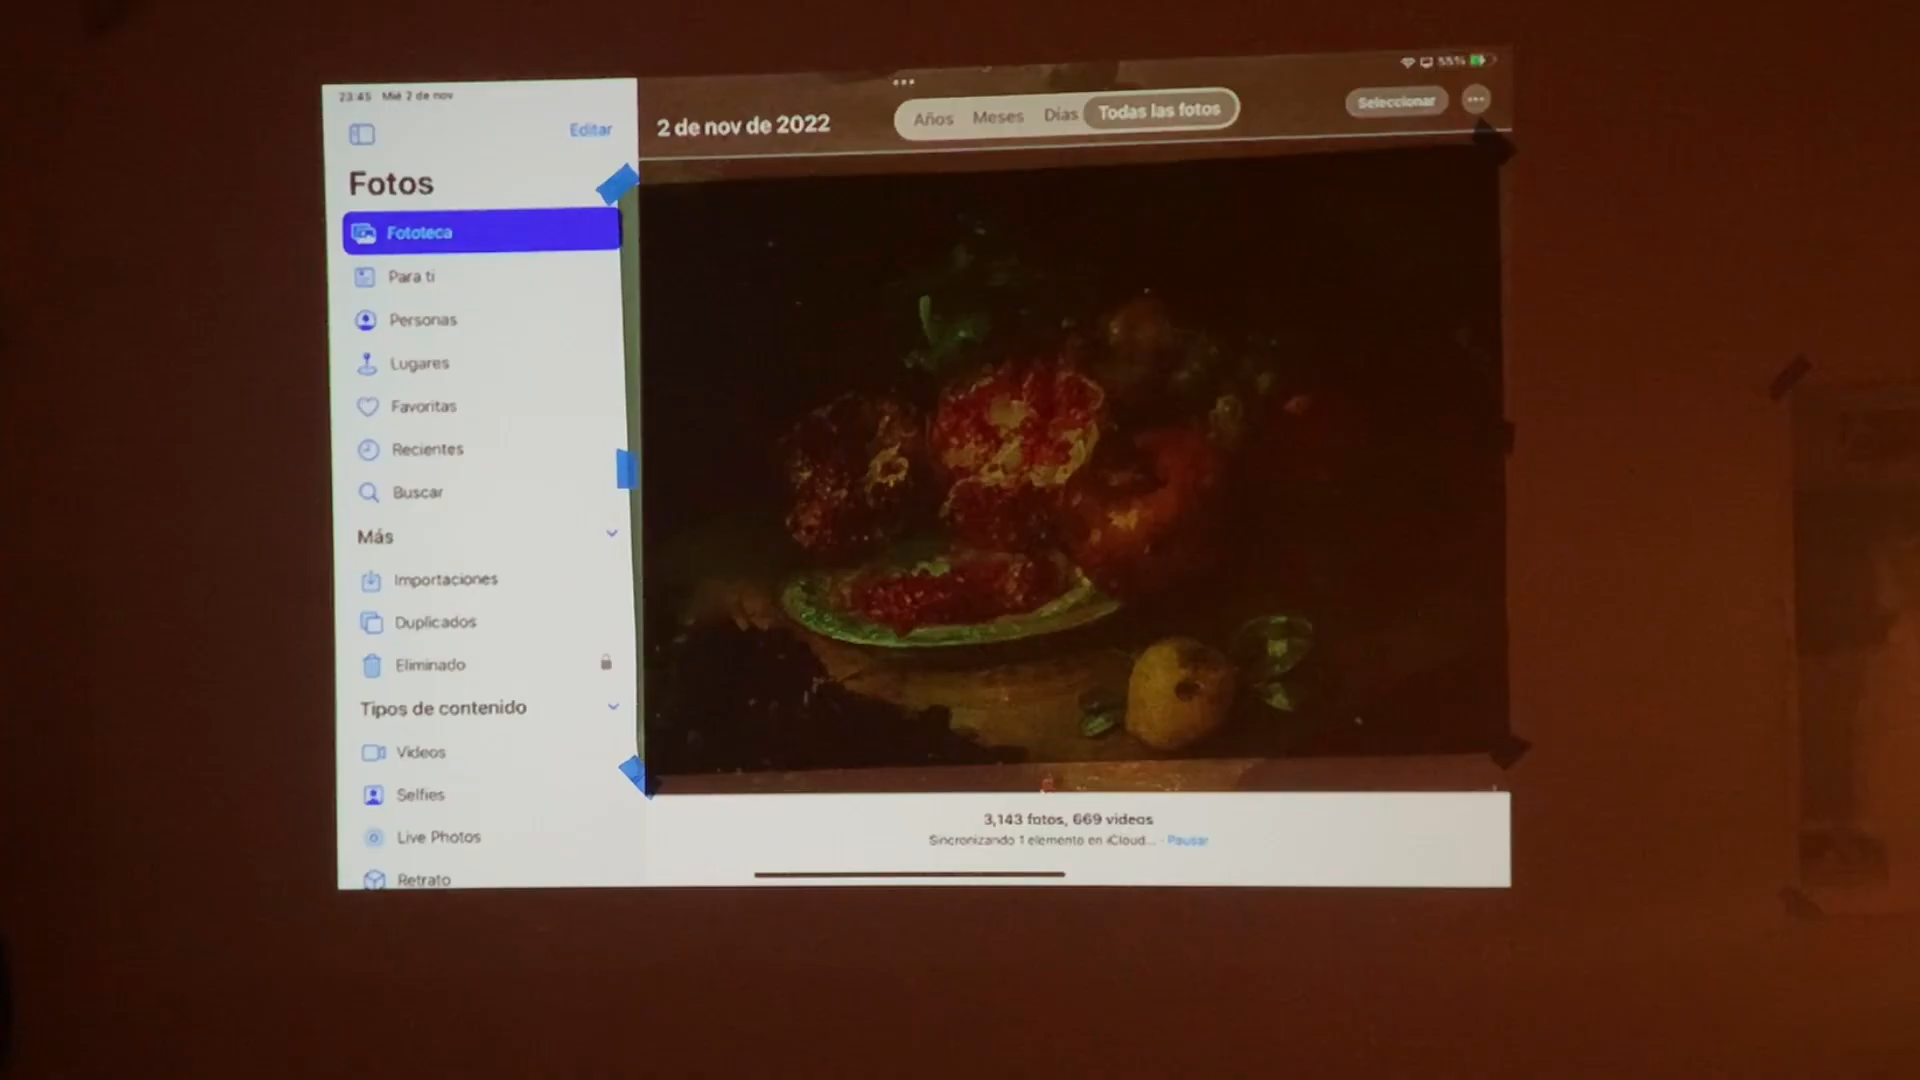 23:45 Mié 2 de nov
55%
Editar
2 de nov de 2022
Años Meses Días Todas las fotos
Seleccionar
Fotos
Fototeca
Para ti
Personas
Lugares
Favoritas
Recientes
Buscar
Más
Importaciones
Duplicados
Eliminado
Tipos de contenido
Videos
Selfies
Live Photos
Retrato
3,143 fotos, 669 videos
Sincronizando 1 elemento en iCloud... · Pausar